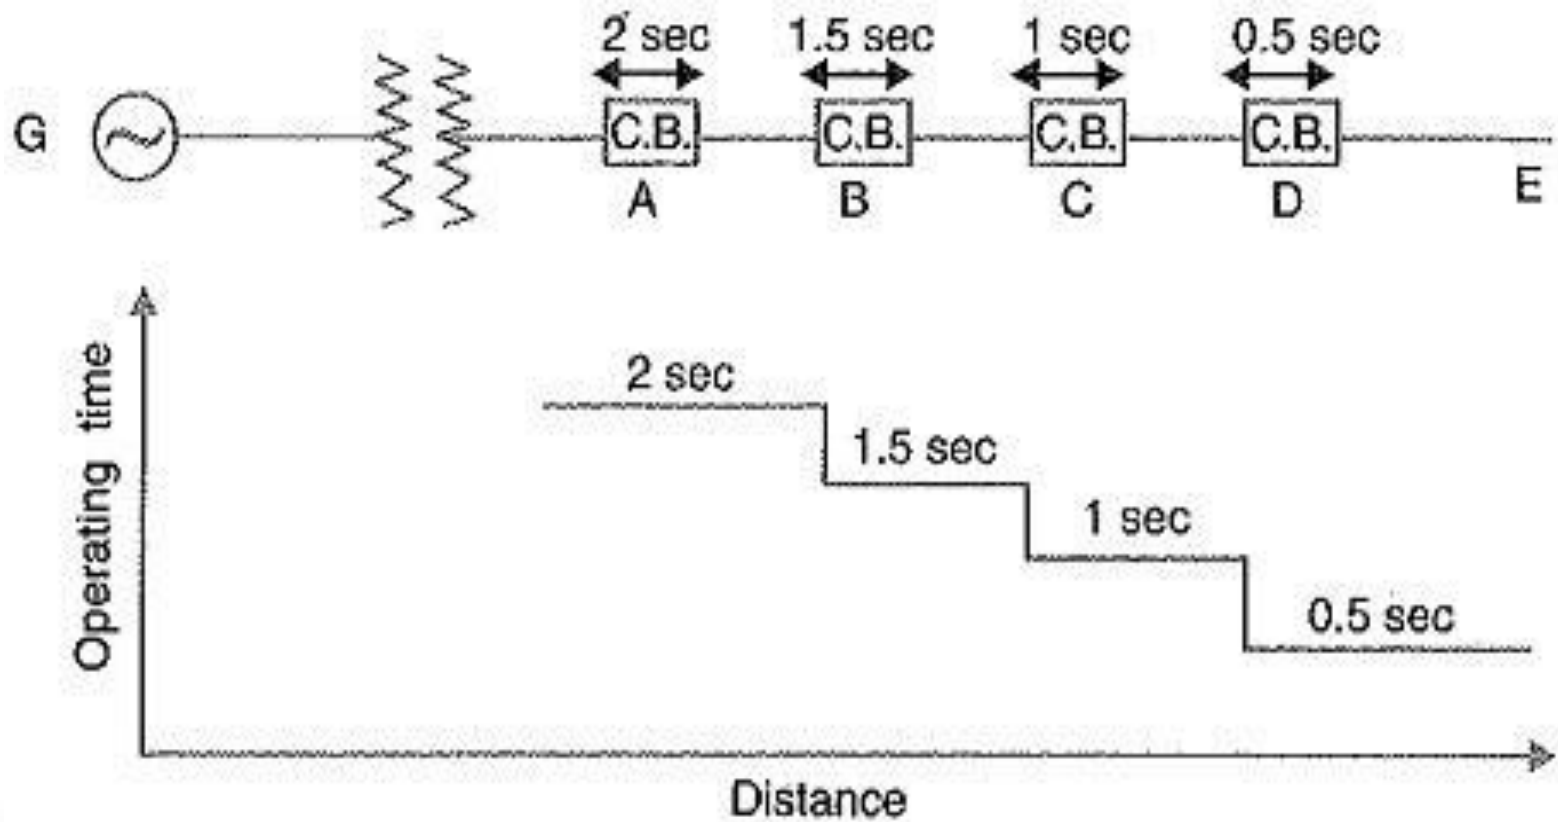 2 sec 1.5 sec 1 sec 0.5 sec
G C.B. C.B. C.B. C.B.
A B C D E
2 sec
1.5 sec
1 sec
0.5 sec
Operating time
Distance